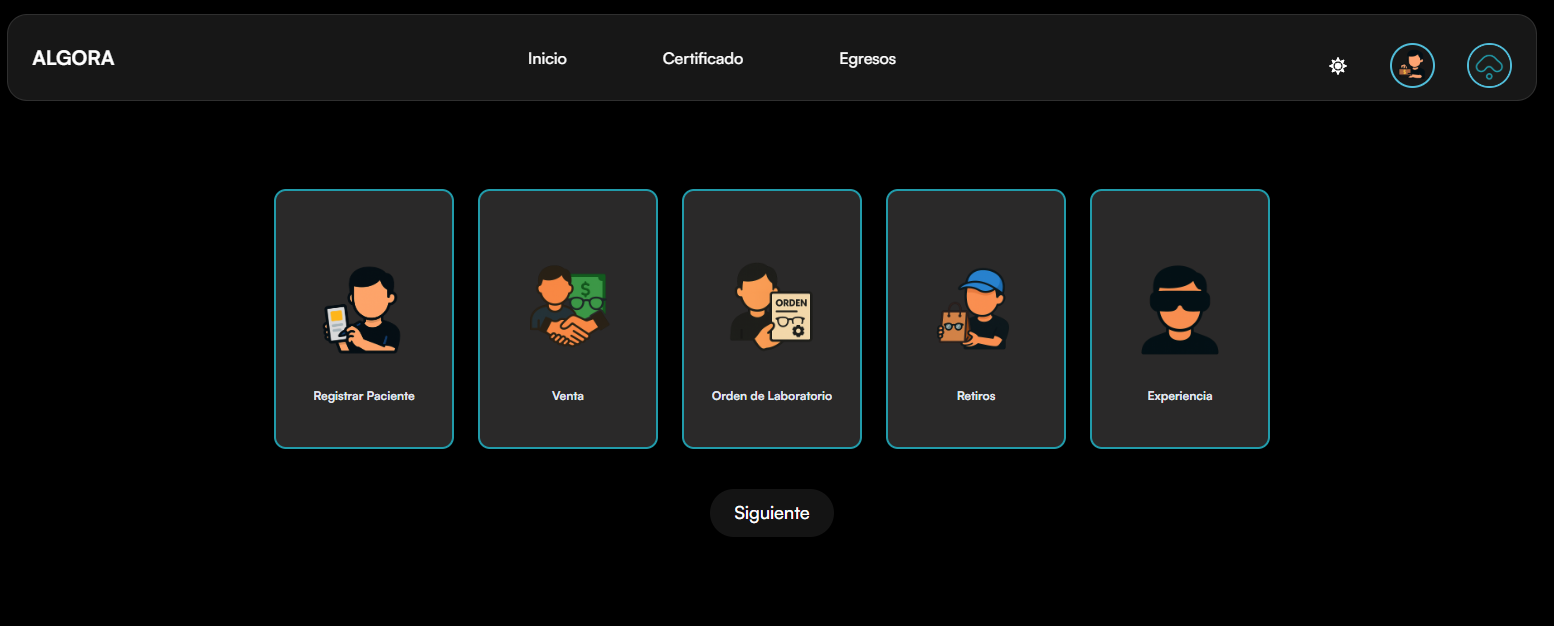 ALGORA
Inicio
Certificado
Egresos
$
ORDEN
Registrar Paciente
Venta
Orden de Laboratorio
Retiros
Experiencia
Siguiente